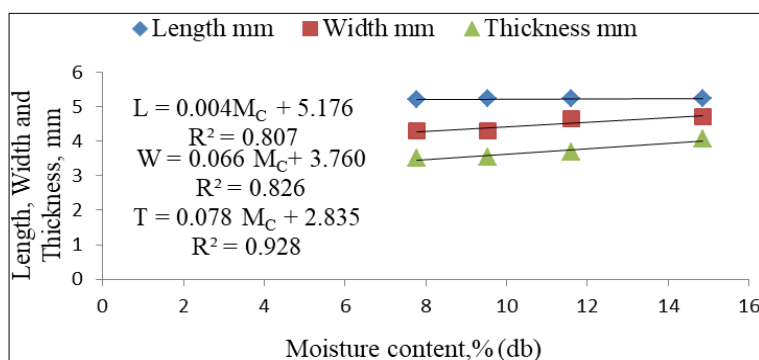 Length mm Width mm Thickness mm
Length, Width and
Thickness, mm
6
5
4
3
2
1
0
L = 0.004M_C + 5.176
R² = 0.807
W = 0.066 M_C+ 3.760
R² = 0.826
T = 0.078 M_C + 2.835
R² = 0.928
0 2 4 6 8 10 12 14 16
Moisture content,% (db)